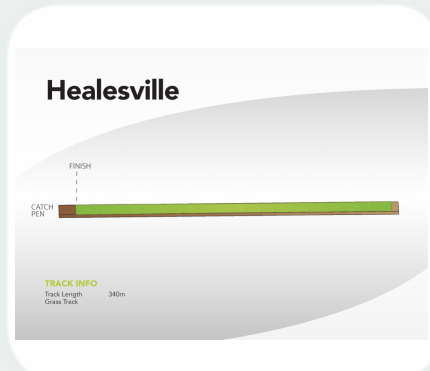 Healesville
FINISH
CATCH
PEN
TRACK INFO
Track Length 340m
Grass Track